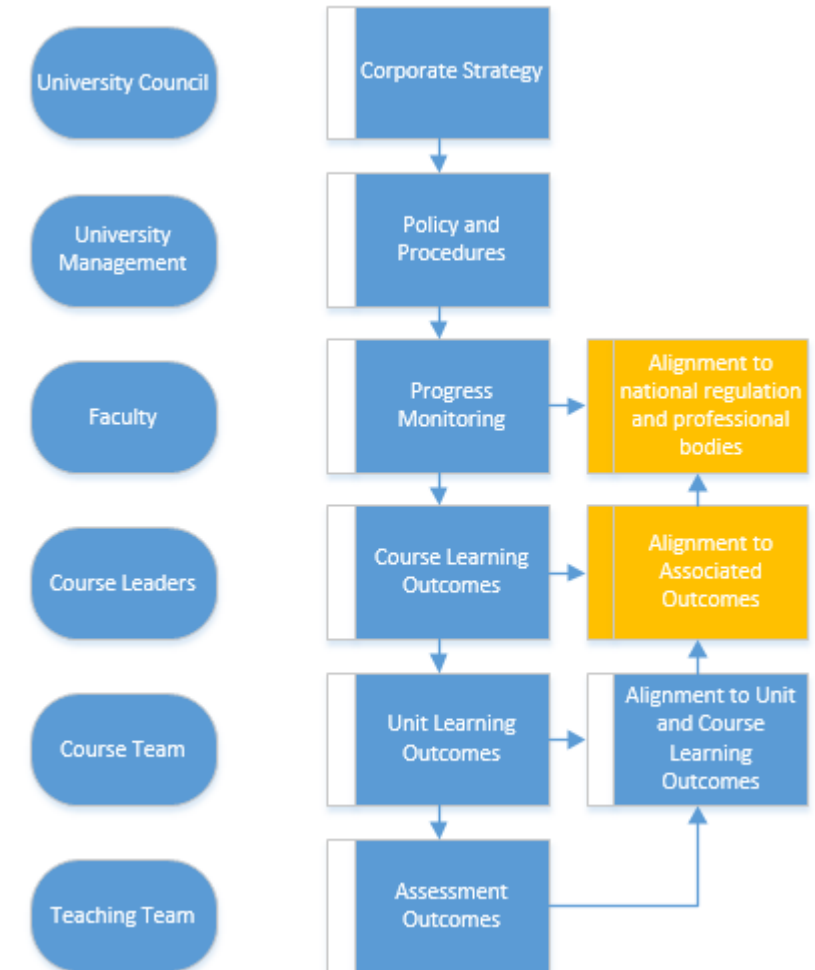 University Council
Corporate Strategy
University
Management
Policy and
Procedures
Faculty
Progress
Monitoring
Alignment to
national regulation
and professional
bodies
Course Leaders
Course Learning
Outcomes
Alignment to
Associated
Outcomes
Course Team
Unit Learning
Outcomes
Alignment to Unit
and Course
Learning
Outcomes
Teaching Team
Assessment
Outcomes